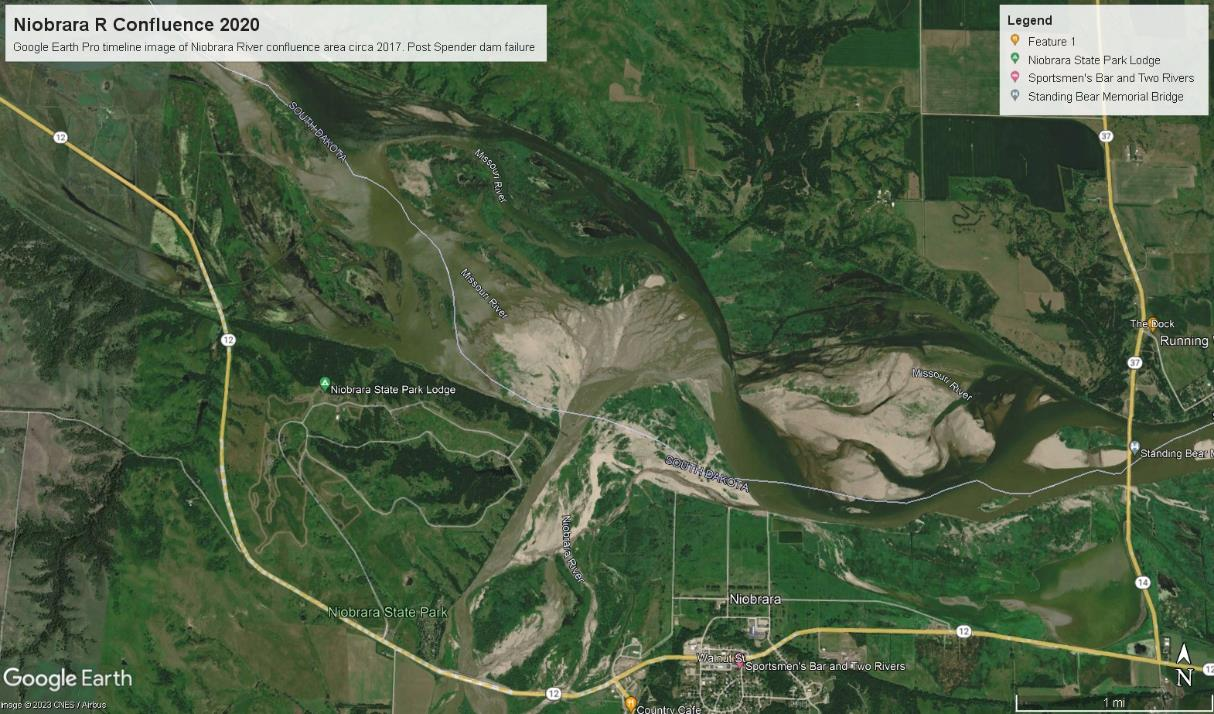 Niobrara R Confluence 2020
Google Earth Pro timeline image of Niobrara River confluence area circa 2017. Post Spender dam failure
Legend
Feature 1
Niobrara State Park Lodge
Sportsmen's Bar and Two Rivers
Standing Bear Memorial Bridge
12
37
SOUTH DAKOTA
Missouri River
Missouri River
The Dock
Running
12
37
Missouri River
Niobrara State Park Lodge
Standing Bear
SOUTH DAKOTA
Niobrara River
14
Niobrara
Niobrara State Park
12
Walnut St
Sportsmen's Bar and Two Rivers
12
12
Country Cafe
Google Earth
Image © 2023 CNES / Airbus
N
1 mi